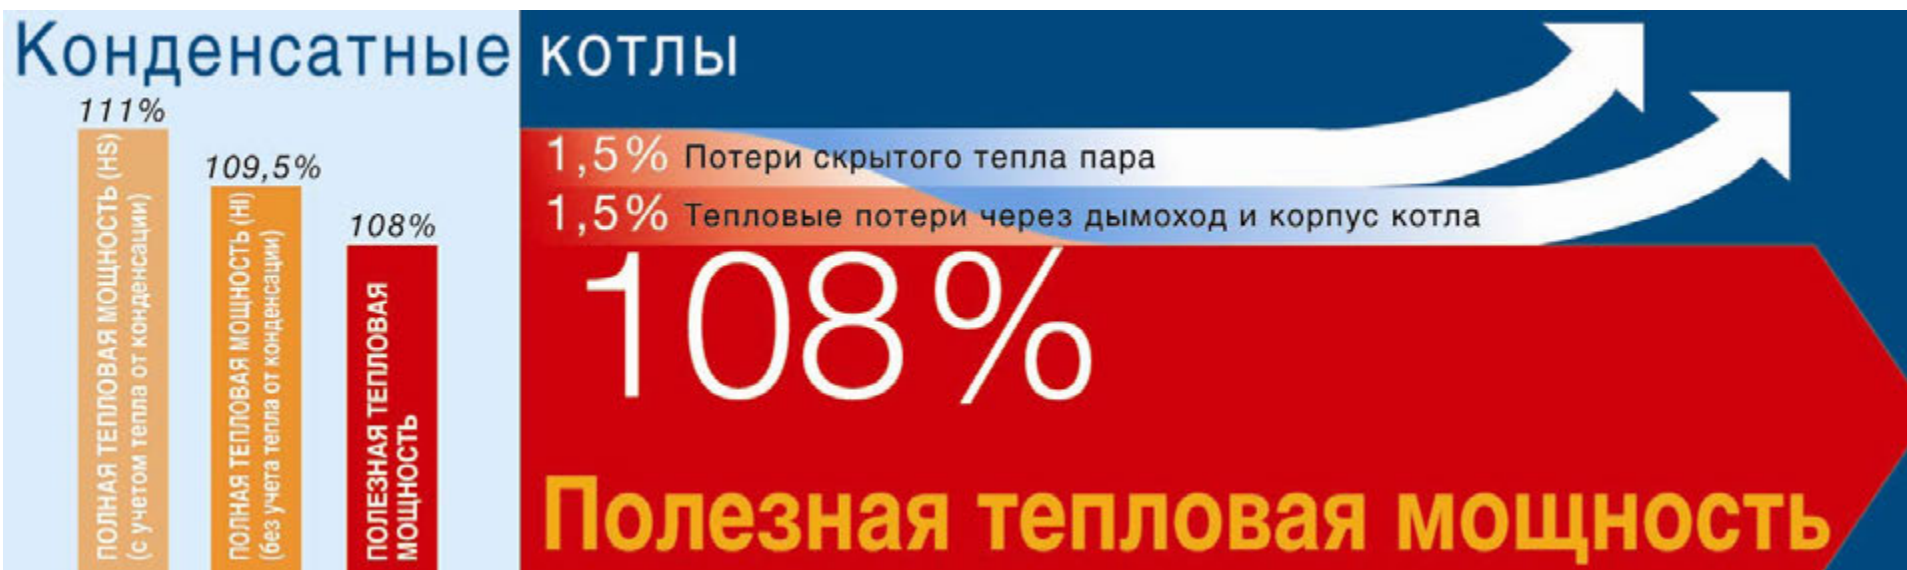 Конденсатные котлы
111%
ПОЛНАЯ ТЕПЛОВАЯ МОЩНОСТЬ (HS)
(с учетом тепла от конденсации)
109,5%
ПОЛНАЯ ТЕПЛОВАЯ МОЩНОСТЬ (HI)
(без учета тепла от конденсации)
108%
ПОЛЕЗНАЯ ТЕПЛОВАЯ
МОЩНОСТЬ
1,5% Потери скрытого тепла пара
1,5% Тепловые потери через дымоход и корпус котла
108%
Полезная тепловая мощность